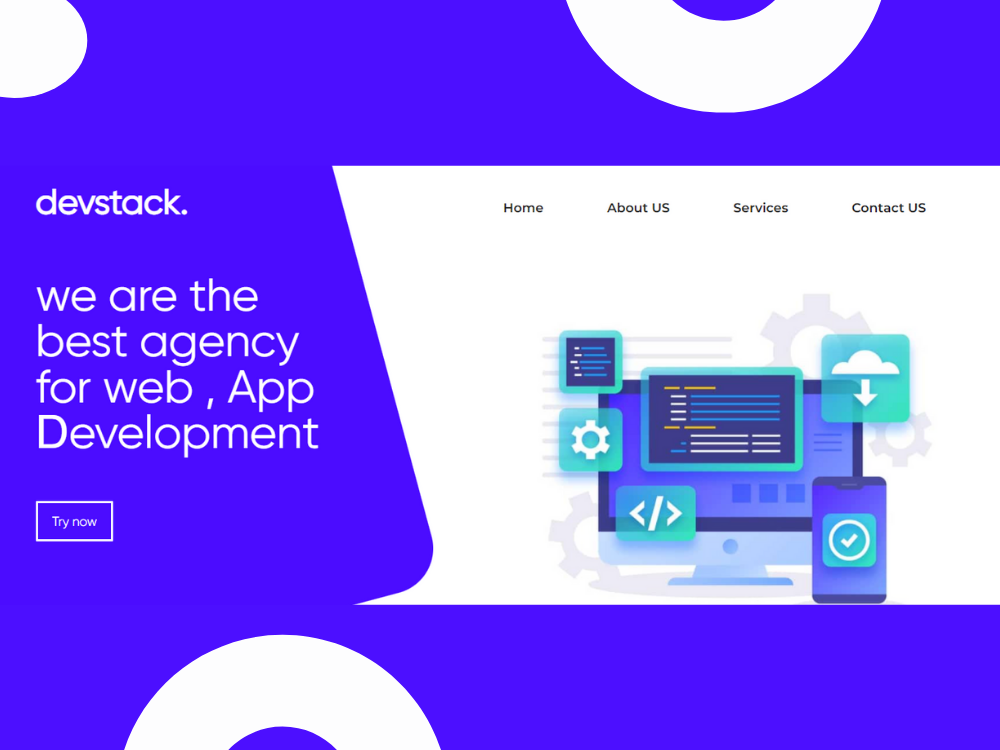 devstack.
Home About US Services Contact US
we are the
best agency
for web , App
Development
Try now
</>